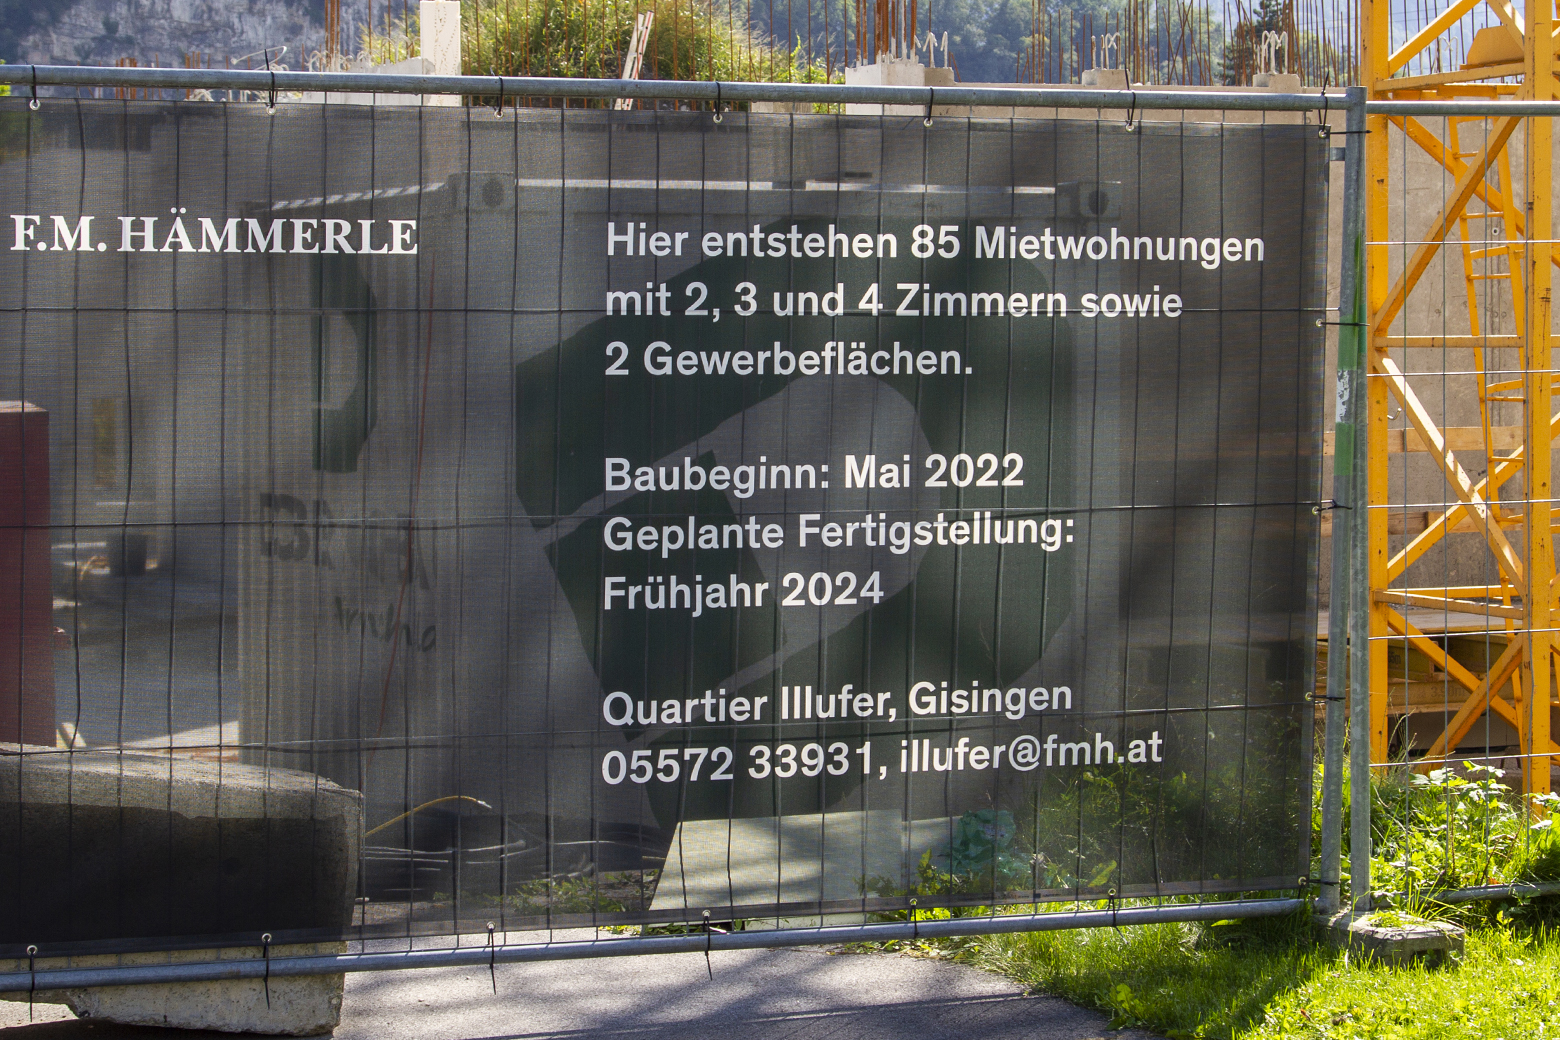 F.M. HÄMMERLE
Hier entstehen 85 Mietwohnungen
mit 2, 3 und 4 Zimmern sowie
2 Gewerbeflächen.
Baubeginn: Mai 2022
Geplante Fertigstellung:
Frühjahr 2024
Quartier Illufer, Gisingen
05572 33931, illufer@fmh.at